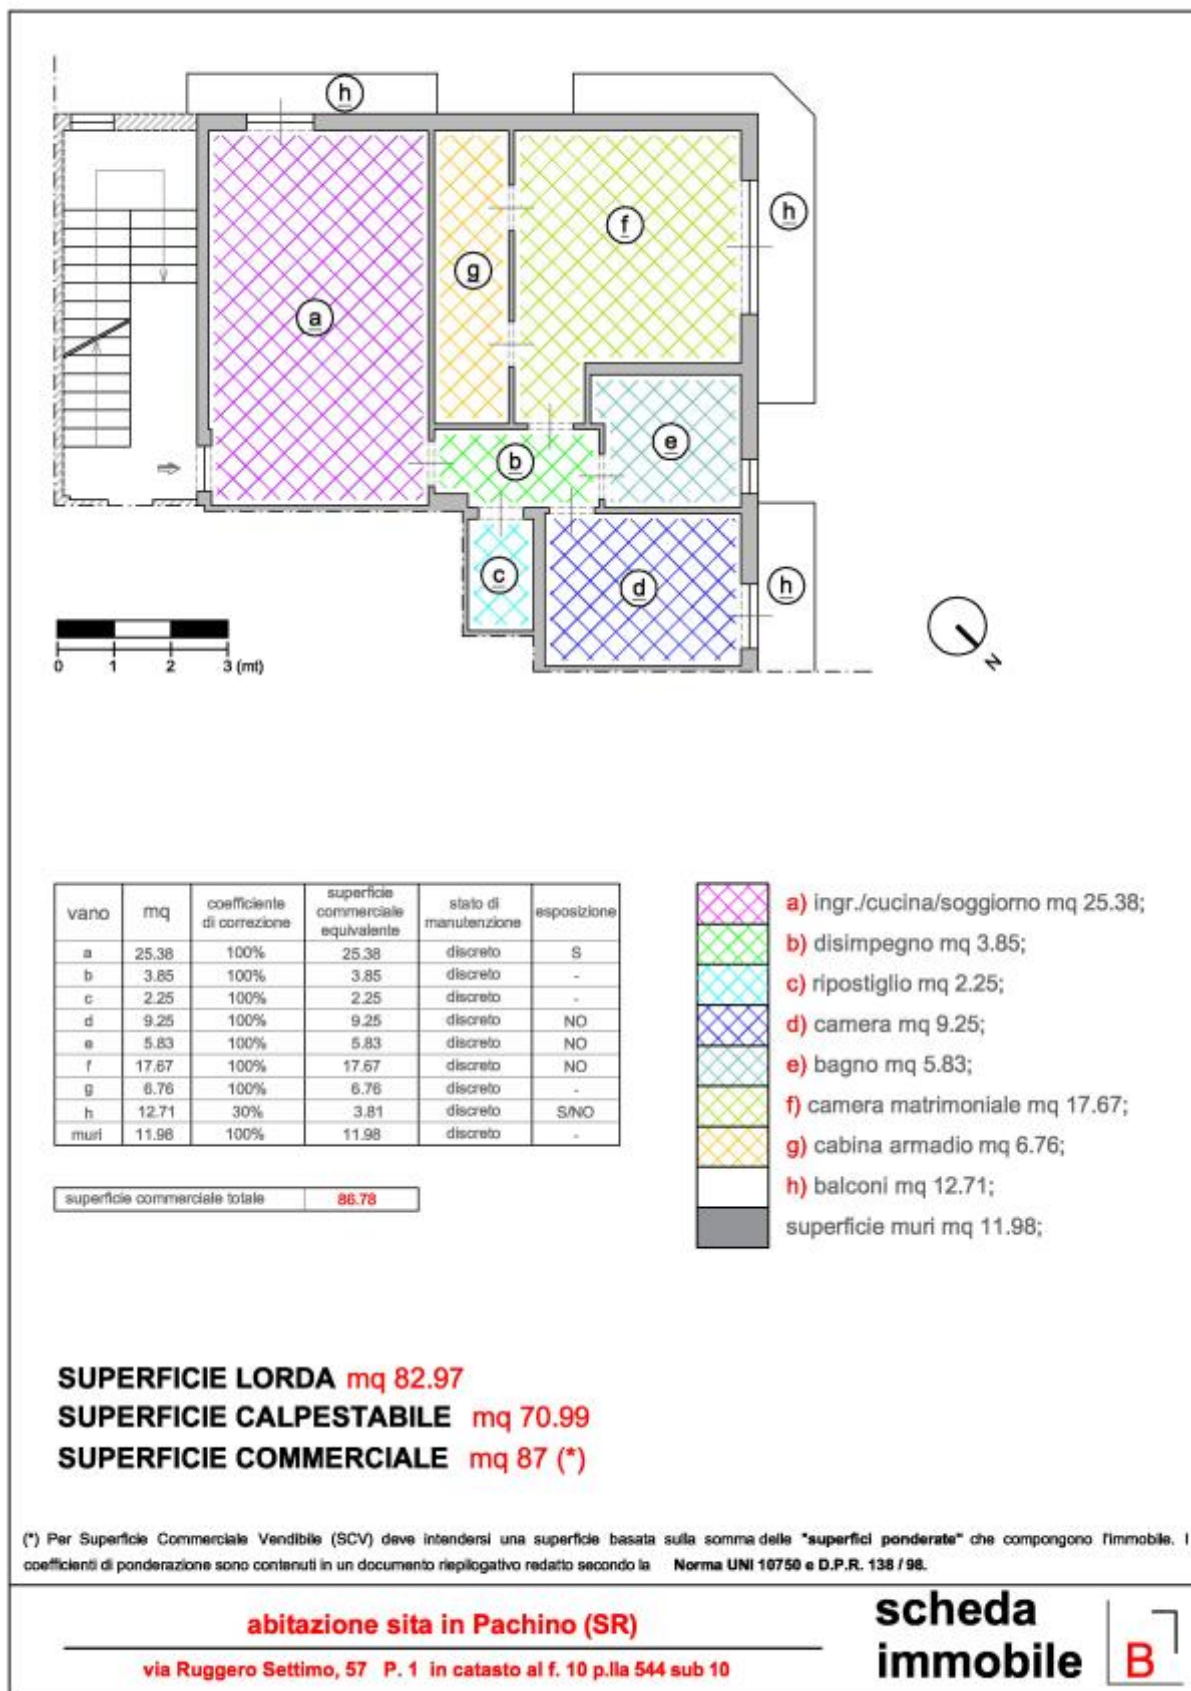 h
h
f
g
a
e
b
c
d
h
0 1 2 3 (mt)
N
vano mq coefficiente di correzione superficie commerciale equivalente stato di manutenzione esposizione
a 25.38 100% 25.38 discreto S
b 3.85 100% 3.85 discreto -
c 2.25 100% 2.25 discreto -
d 9.25 100% 9.25 discreto NO
e 5.83 100% 5.83 discreto NO
f 17.67 100% 17.67 discreto NO
g 6.76 100% 6.76 discreto -
h 12.71 30% 3.81 discreto S/NO
muri 11.98 100% 11.98 discreto -
superficie commerciale totale 86.78
a) ingr./cucina/soggiorno mq 25.38;
b) disimpegno mq 3.85;
c) ripostiglio mq 2.25;
d) camera mq 9.25;
e) bagno mq 5.83;
f) camera matrimoniale mq 17.67;
g) cabina armadio mq 6.76;
h) balconi mq 12.71;
superficie muri mq 11.98;
SUPERFICIE LORDA mq 82.97
SUPERFICIE CALPESTABILE mq 70.99
SUPERFICIE COMMERCIALE mq 87 (*)
(*) Per Superficie Commerciale Vendibile (SCV) deve intendersi una superficie basata sulla somma delle "superfici ponderate" che compongono l'immobile. I
coefficienti di ponderazione sono contenuti in un documento riepilogativo redatto secondo la Norma UNI 10750 e D.P.R. 138 / 98.
abitazione sita in Pachino (SR)
via Ruggero Settimo, 57 P. 1 in catasto al f. 10 p.lla 544 sub 10
scheda
immobile
B